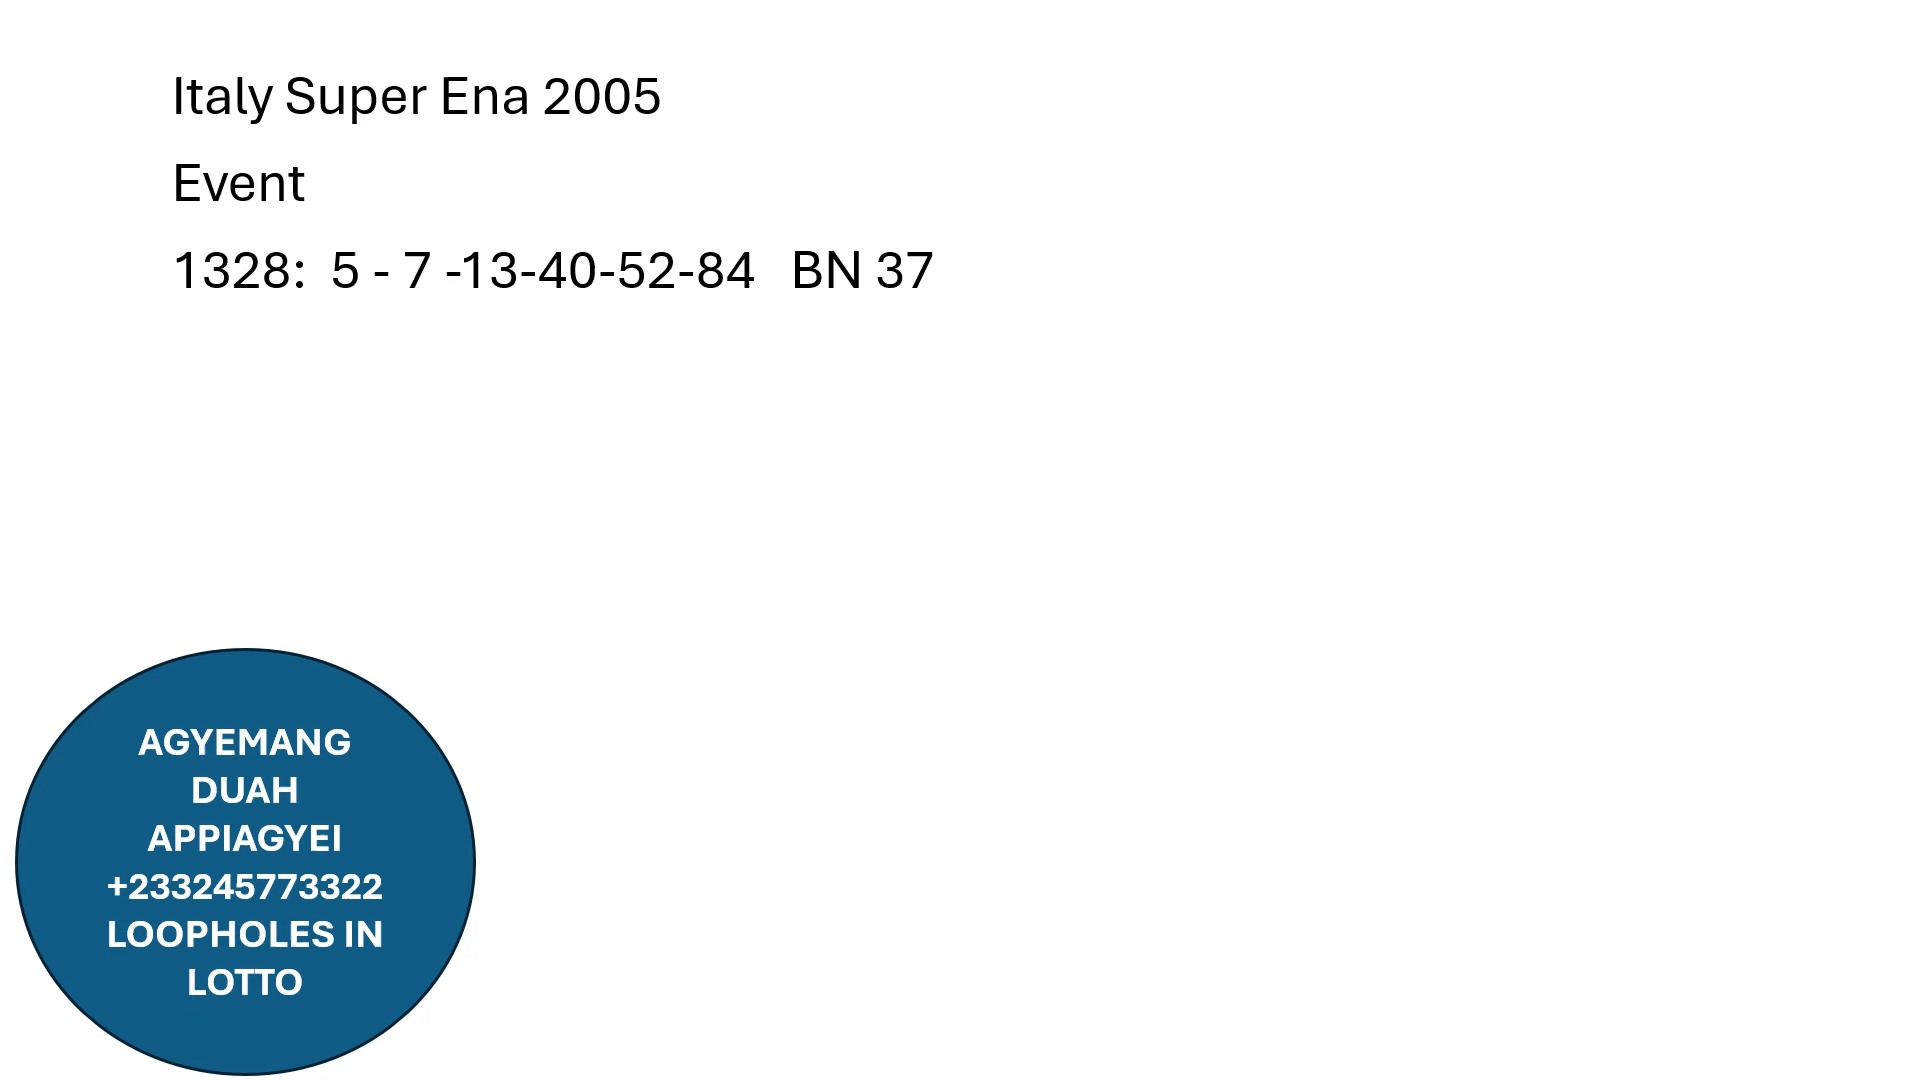 Italy Super Ena 2005
Event
1328:  5 - 7 -13-40-52-84   BN 37
AGYEMANG
DUAH
APPIAGYEI
+233245773322
LOOPHOLES IN
LOTTO